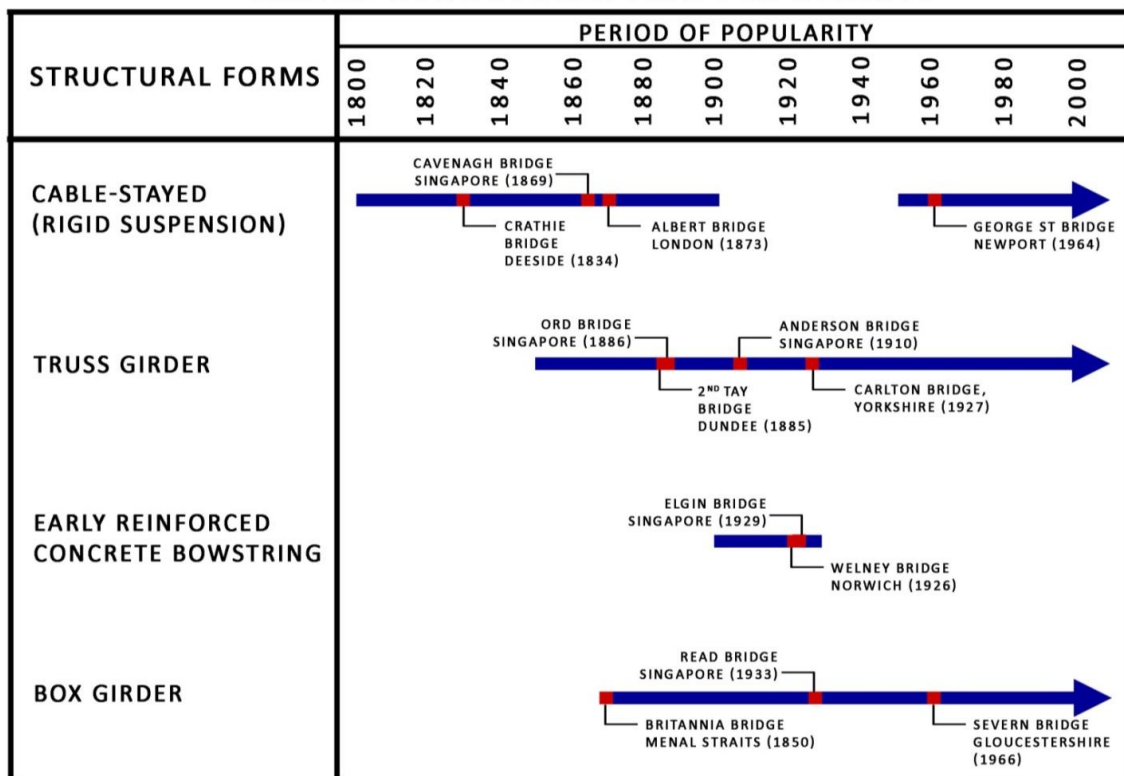 PERIOD OF POPULARITY
STRUCTURAL FORMS
1800 1820 1840 1860 1880 1900 1920 1940 1960 1980 2000
CABLE-STAYED
(RIGID SUSPENSION)
CAVENAGH BRIDGE
SINGAPORE (1869)
CRATHIE
BRIDGE
DEESIDE (1834)
ALBERT BRIDGE
LONDON (1873)
GEORGE ST BRIDGE
NEWPORT (1964)
TRUSS GIRDER
ORD BRIDGE
SINGAPORE (1886)
2ND TAY
BRIDGE
DUNDEE (1885)
ANDERSON BRIDGE
SINGAPORE (1910)
CARLTON BRIDGE,
YORKSHIRE (1927)
EARLY REINFORCED
CONCRETE BOWSTRING
ELGIN BRIDGE
SINGAPORE (1929)
WELNEY BRIDGE
NORWICH (1926)
BOX GIRDER
READ BRIDGE
SINGAPORE (1933)
BRITANNIA BRIDGE
MENAL STRAITS (1850)
SEVERN BRIDGE
GLOUCESTERSHIRE
(1966)